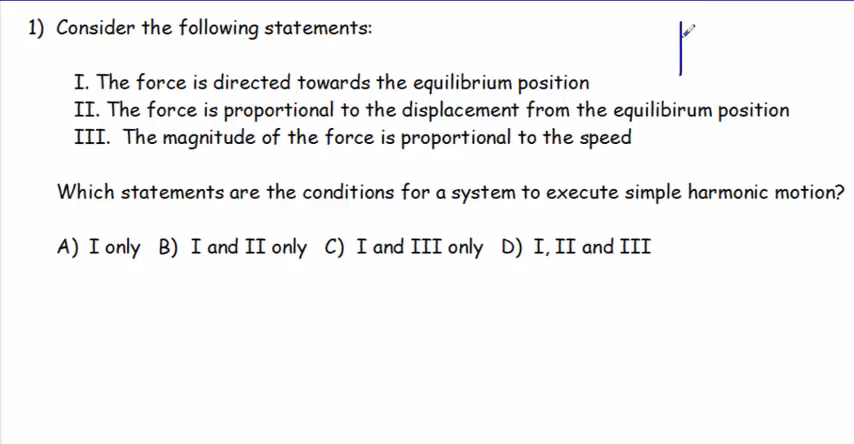 1) Consider the following statements:
I. The force is directed towards the equilibrium position
II. The force is proportional to the displacement from the equilibirum position
III. The magnitude of the force is proportional to the speed
Which statements are the conditions for a system to execute simple harmonic motion?
A) I only B) I and II only C) I and III only D) I, II and III